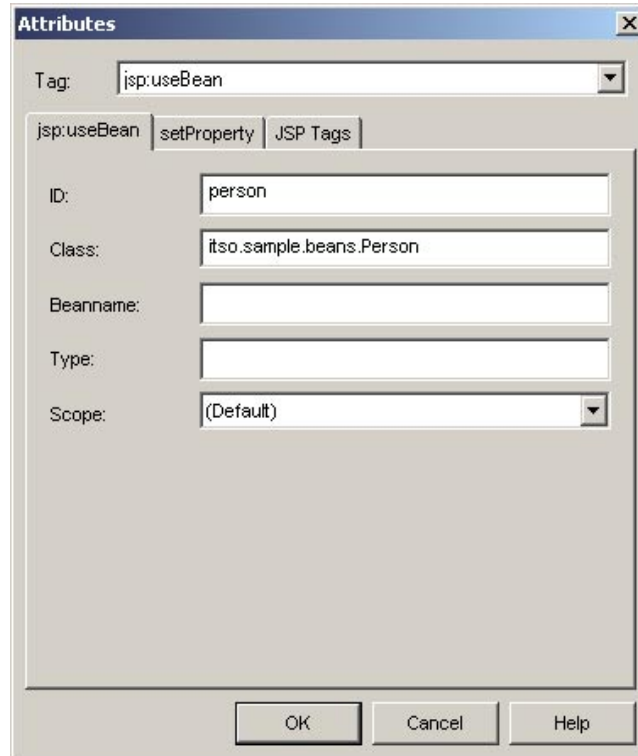 Attributes
Tag: jsp:useBean
jsp:useBean setProperty JSP Tags
ID: person
Class: itso.sample.beans.Person
Beanname:
Type:
Scope: (Default)
OK Cancel Help